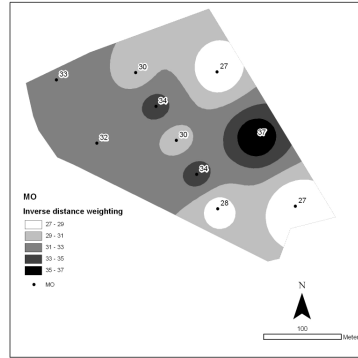 27
30
33
34
37
30
32
34
28
27
MO
Inverse distance weighting
27 - 29
29 - 31
31 - 33
33 - 35
35 - 37
MO
N
100
Meters